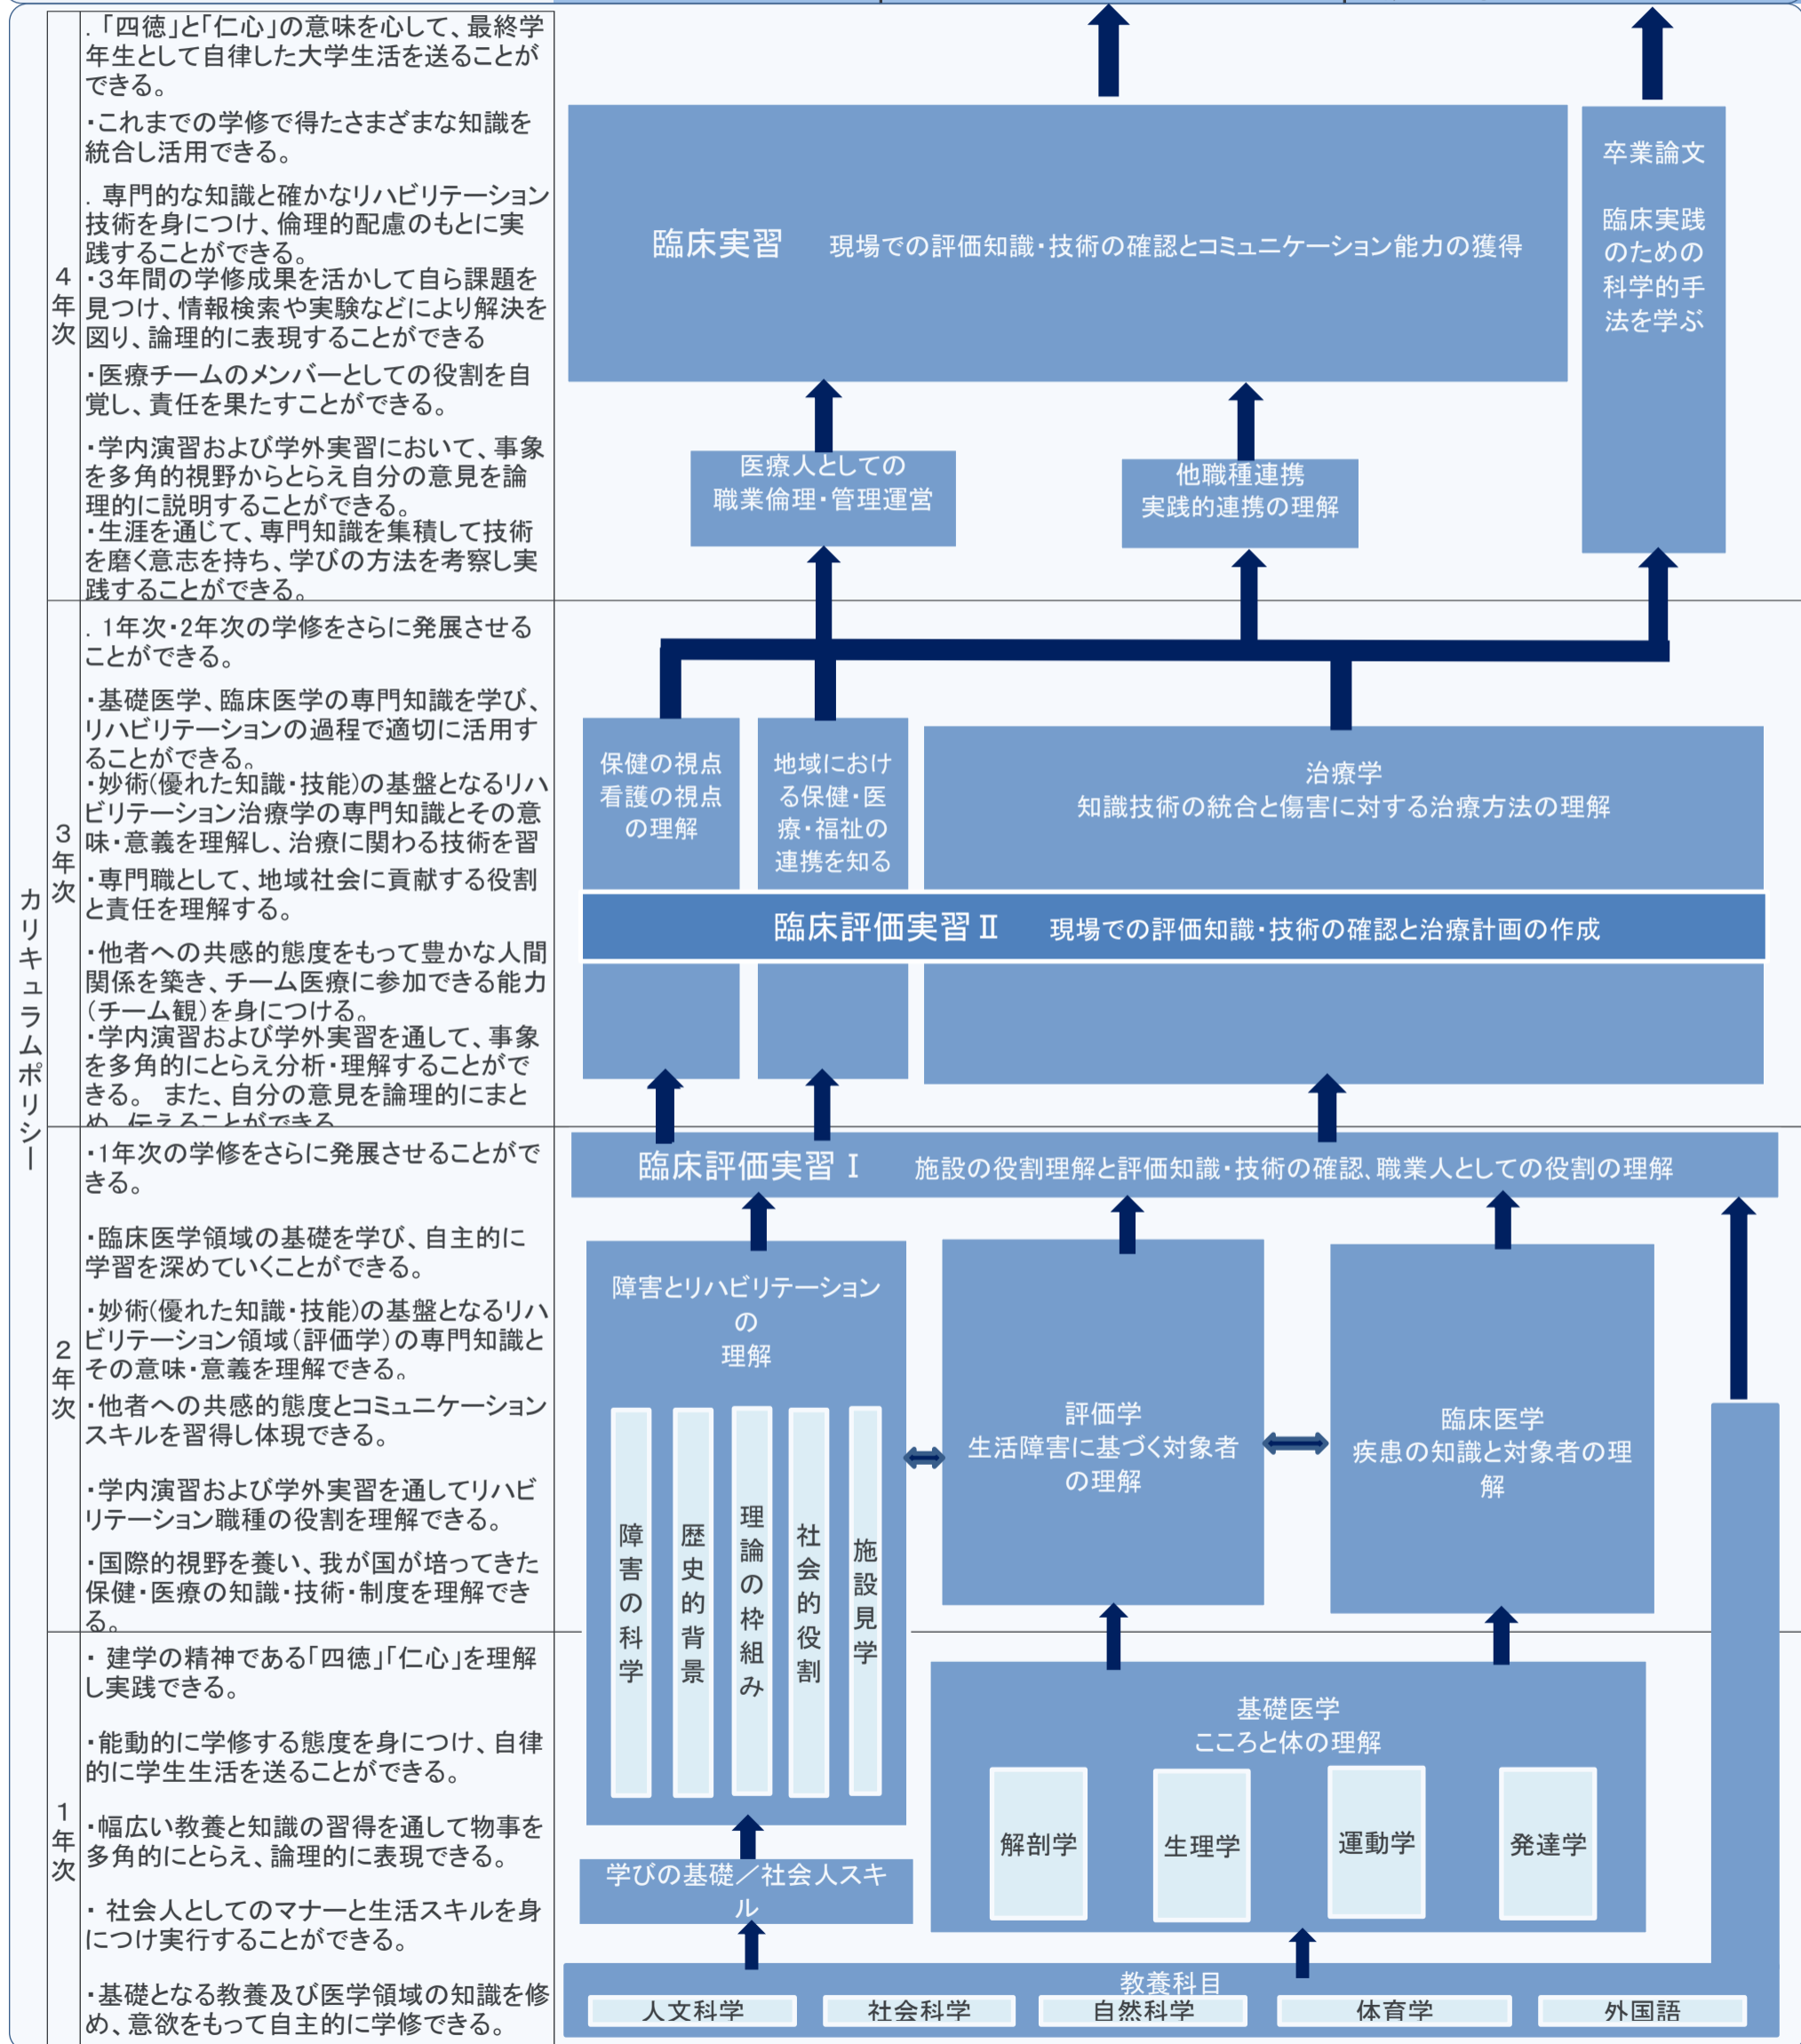 カリキュラムポリシー
4年次
．「四徳」と「仁心」の意味を心して、最終学
年生として自律した大学生活を送ることが
できる。
・これまでの学修で得たさまざまな知識を
統合し活用できる。
．専門的な知識と確かなリハビリテーション
技術を身につけ、倫理的配慮のもとに実
践することができる。
・3年間の学修成果を活かして自ら課題を
見つけ、情報検索や実験などにより解決を
図り、論理的に表現することができる
・医療チームのメンバーとしての役割を自
覚し、責任を果たすことができる。
・学内演習および学外実習において、事象
を多角的視野からとらえ自分の意見を論
理的に説明することができる。
・生涯を通じて、専門知識を集積して技術
を磨く意志を持ち、学びの方法を考察し実
践することができる。
臨床実習　現場での評価知識・技術の確認とコミュニケーション能力の獲得
卒業論文
臨床実践
のための
科学的手
法を学ぶ
医療人としての
職業倫理・管理運営
他職種連携
実践的連携の理解
3年次
．1年次・2年次の学修をさらに発展させる
ことができる。
・基礎医学、臨床医学の専門知識を学び、
リハビリテーションの過程で適切に活用す
ることができる。
・妙術(優れた知識・技能)の基盤となるリハ
ビリテーション治療学の専門知識とその意
味・意義を理解し、治療に関わる技術を習
・専門職として、地域社会に貢献する役割
と責任を理解する。
・他者への共感的態度をもって豊かな人間
関係を築き、チーム医療に参加できる能力
（チーム観）を身につける。
・学内演習および学外実習を通して、事象
を多角的にとらえ分析・理解することがで
きる。 また、自分の意見を論理的にまと
め、伝えることができる
保健の視点
看護の視点
の理解
地域におけ
る保健・医
療・福祉の
連携を知る
治療学
知識技術の統合と傷害に対する治療方法の理解
臨床評価実習Ⅱ　現場での評価知識・技術の確認と治療計画の作成
2年次
・1年次の学修をさらに発展させることがで
きる。
・臨床医学領域の基礎を学び、自主的に
学習を深めていくことができる。
・妙術(優れた知識・技能)の基盤となるリハ
ビリテーション領域（評価学）の専門知識と
その意味・意義を理解できる。
・他者への共感的態度とコミュニケーション
スキルを習得し体現できる。
・学内演習および学外実習を通してリハビ
リテーション職種の役割を理解できる。
・国際的視野を養い、我が国が培ってきた
保健・医療の知識・技術・制度を理解でき
る。
臨床評価実習Ⅰ　施設の役割理解と評価知識・技術の確認、職業人としての役割の理解
障害とリハビリテーション
の
理解
障害の科学
歴史的背景
理論の枠組み
社会的役割
施設見学
評価学
生活障害に基づく対象者
の理解
臨床医学
疾患の知識と対象者の理
解
1年次
・ 建学の精神である「四徳」「仁心」を理解
し実践できる。
・能動的に学修する態度を身につけ、自律
的に学生生活を送ることができる。
・幅広い教養と知識の習得を通して物事を
多角的にとらえ、論理的に表現できる。
・ 社会人としてのマナーと生活スキルを身
につけ実行することができる。
・基礎となる教養及び医学領域の知識を修
め、意欲をもって自主的に学修できる。
基礎医学
こころと体の理解
解剖学
生理学
運動学
発達学
学びの基礎／社会人スキ
ル
教養科目
人文科学
社会科学
自然科学
体育学
外国語